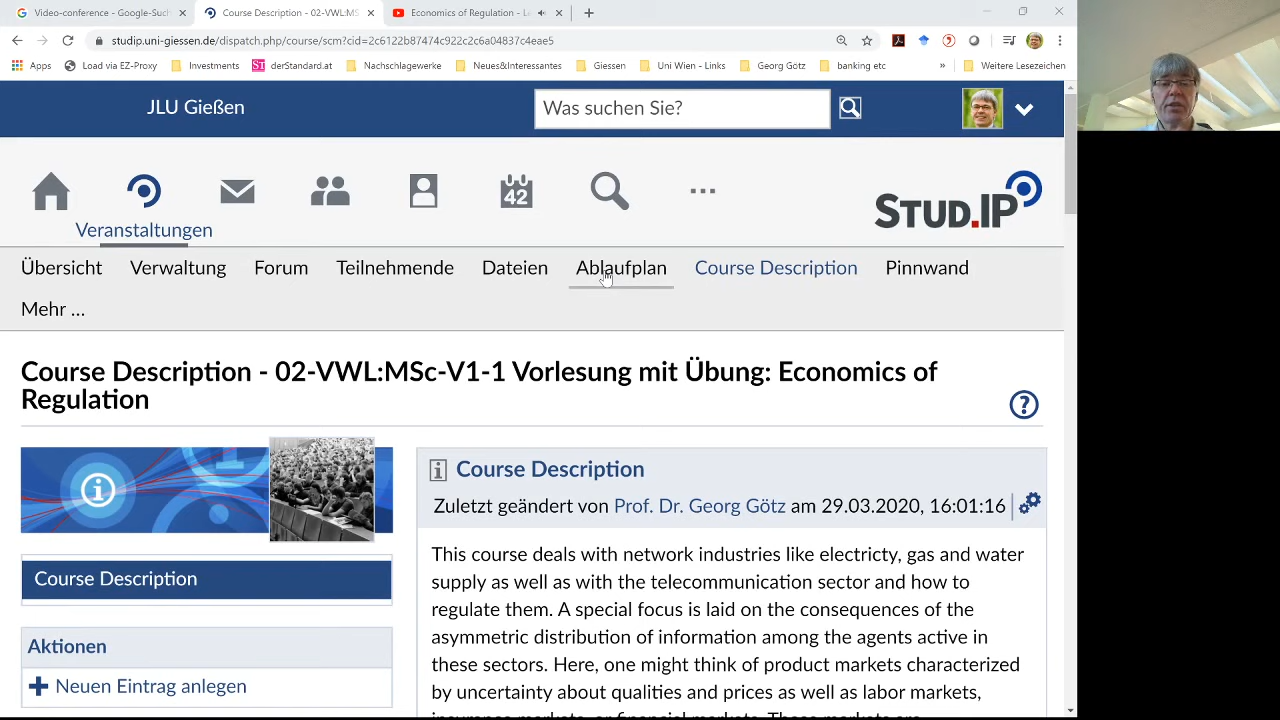 Video-conference - Google-Such
Course Description - 02-VWL:MS
Economics of Regulation - Le
studip.uni-giessen.de/dispatch.php/course/scm?cid=2c6122b87474c922c2c6a04837c4eae5
Apps
Load via EZ-Proxy
Investments
ST derStandard.at
Nachschlagewerke
Neues&Interessantes
Giessen
Uni Wien - Links
Georg Götz
banking etc
»
Weitere Lesezeichen
JLU Gießen
Was suchen Sie?
42
STUD.IP
Veranstaltungen
Übersicht
Verwaltung
Forum
Teilnehmende
Dateien
Ablaufplan
Course Description
Pinnwand
Mehr ...
Course Description - 02-VWL:MSc-V1-1 Vorlesung mit Übung: Economics of
Regulation
Course Description
Zuletzt geändert von Prof. Dr. Georg Götz am 29.03.2020, 16:01:16
Course Description
This course deals with network industries like electricty, gas and water
supply as well as with the telecommunication sector and how to
regulate them. A special focus is laid on the consequences of the
asymmetric distribution of information among the agents active in
these sectors. Here, one might think of product markets characterized
by uncertainty about qualities and prices as well as labor markets,
Aktionen
Neuen Eintrag anlegen